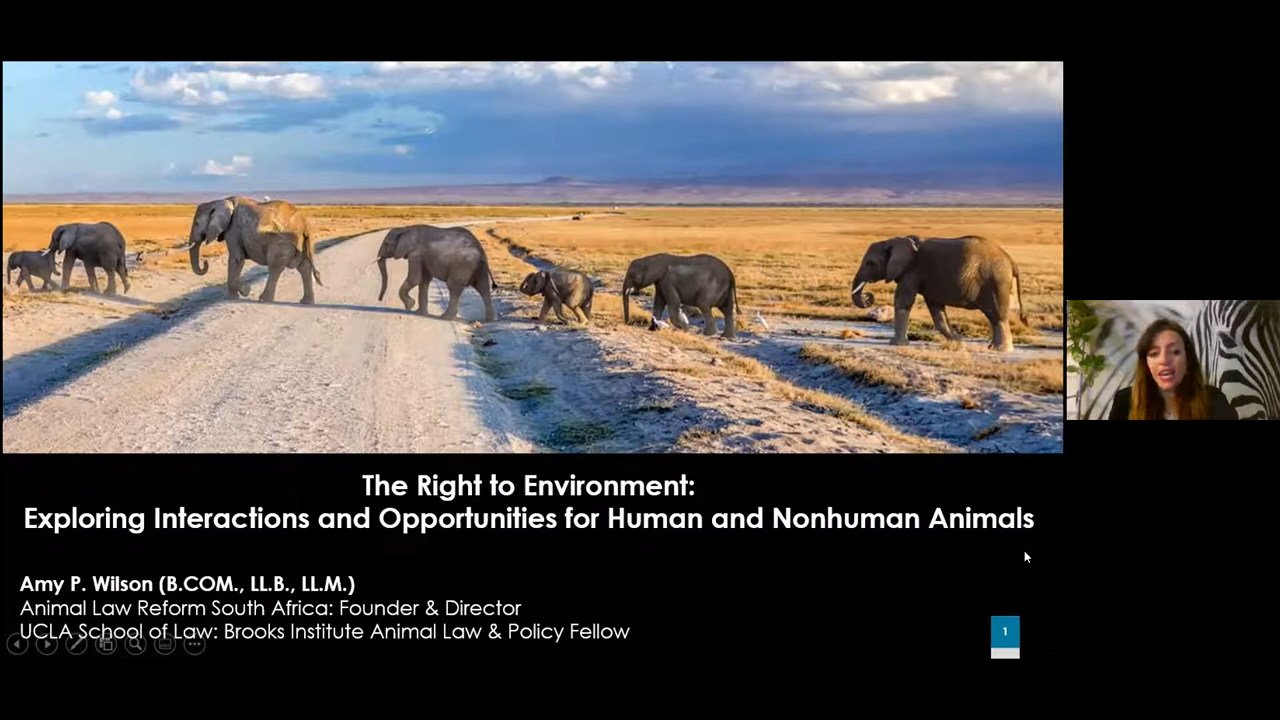 The Right to Environment:
Exploring Interactions and Opportunities for Human and Nonhuman Animals
Amy P. Wilson (B.COM., LL.B., LL.M.)
Animal Law Reform South Africa: Founder & Director
UCLA School of Law: Brooks Institute Animal Law & Policy Fellow
1